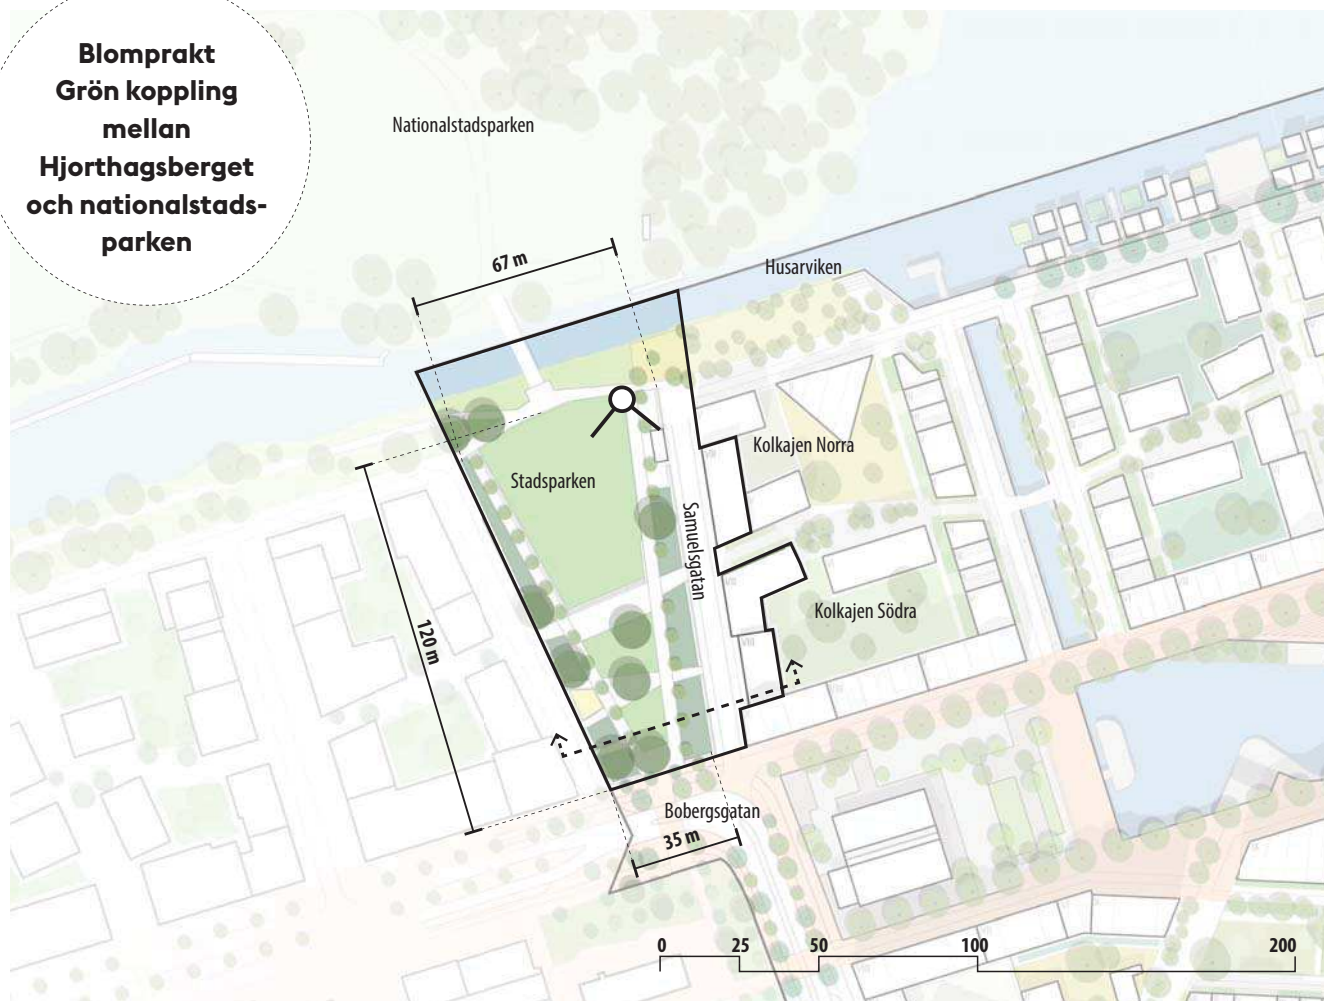 Blomprakt
Grön koppling
mellan
Hjorthagsberget
och nationalstads-
parken
Nationalstadsparken
67 m
Husarviken
Kolkajen Norra
Stadsparken
Samuelsgatan
Kolkajen Södra
120 m
Bobergsgatan
35 m
0 25 50 100 200